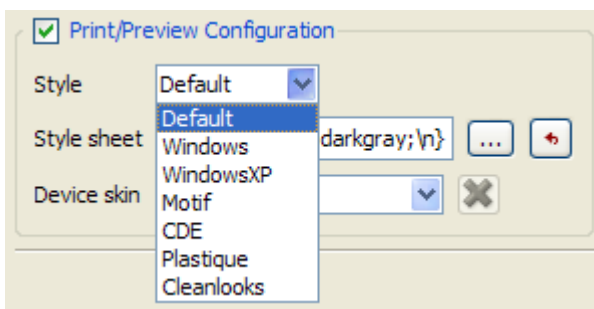 Print/Preview Configuration
Style Default
Default
Style sheet darkgray;\n} ...
Windows
WindowsXP
Device skin
Motif
CDE
Plastique
Cleanlooks